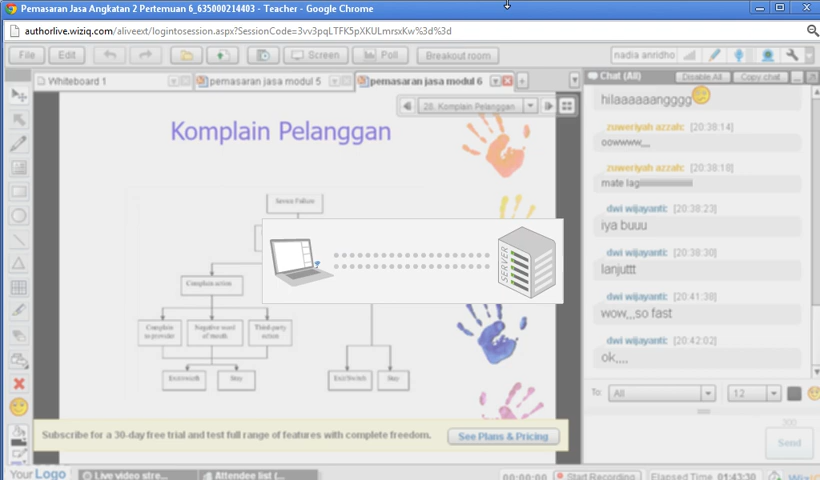 Pemasaran Jasa Angkatan 2 Pertemuan 6_635000214403 - Teacher - Google Chrome
authorlive.wiziq.com/aliveext/logintosession.aspx?SessionCode=3vv3pqLTFK5pXKULmrsxKw%3d%3d
File
Edit
Screen
Poll
Breakout room
nadia anridho
Whiteboard 1
pemasaran jasa modul 5
pemasaran jasa modul 6
28. Komplain Pelanggan
Komplain Pelanggan
Service Failure
Complain action
Complain to provider
Negative word of mouth
Third-party action
Exit/switch
Stay
Exit/Switch
Stay
SERVER
Subscribe for a 30-day free trial and test full range of features with complete freedom.
See Plans & Pricing
Chat (All)
Disable All
Copy chat
hilaaaaaangggg
zuweriyah azzah: [20:38:14]
oowwww,,,
zuweriyah azzah: [20:38:18]
dwi wijayanti: [20:38:23]
iya buuu
dwi wijayanti: [20:38:30]
lanjuttt
dwi wijayanti: [20:41:38]
wow,,,so fast
dwi wijayanti: [20:42:02]
ok,,,,
To:
All
12
300
Send
Your Logo
Live video stre...
Attendee list (...
00:00:00
Start Recording
Elapsed Time 01:43:30